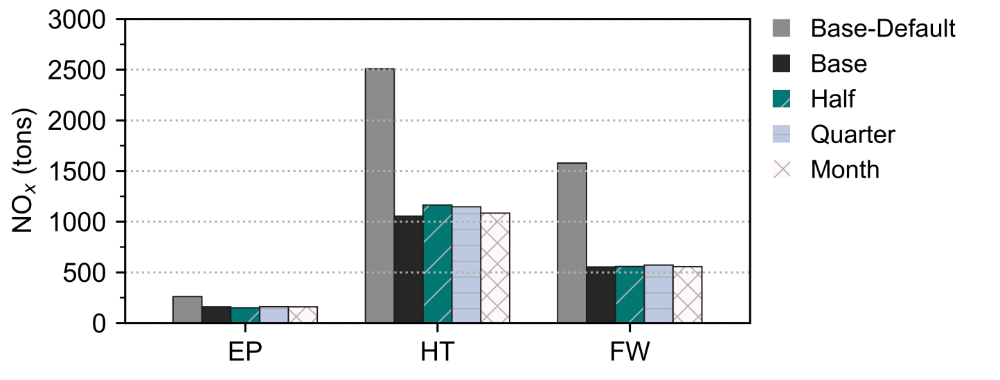 3000
2500
2000
1500
1000
500
0
NOx (tons)
EP HT FW
Base-Default
Base
Half
Quarter
Month